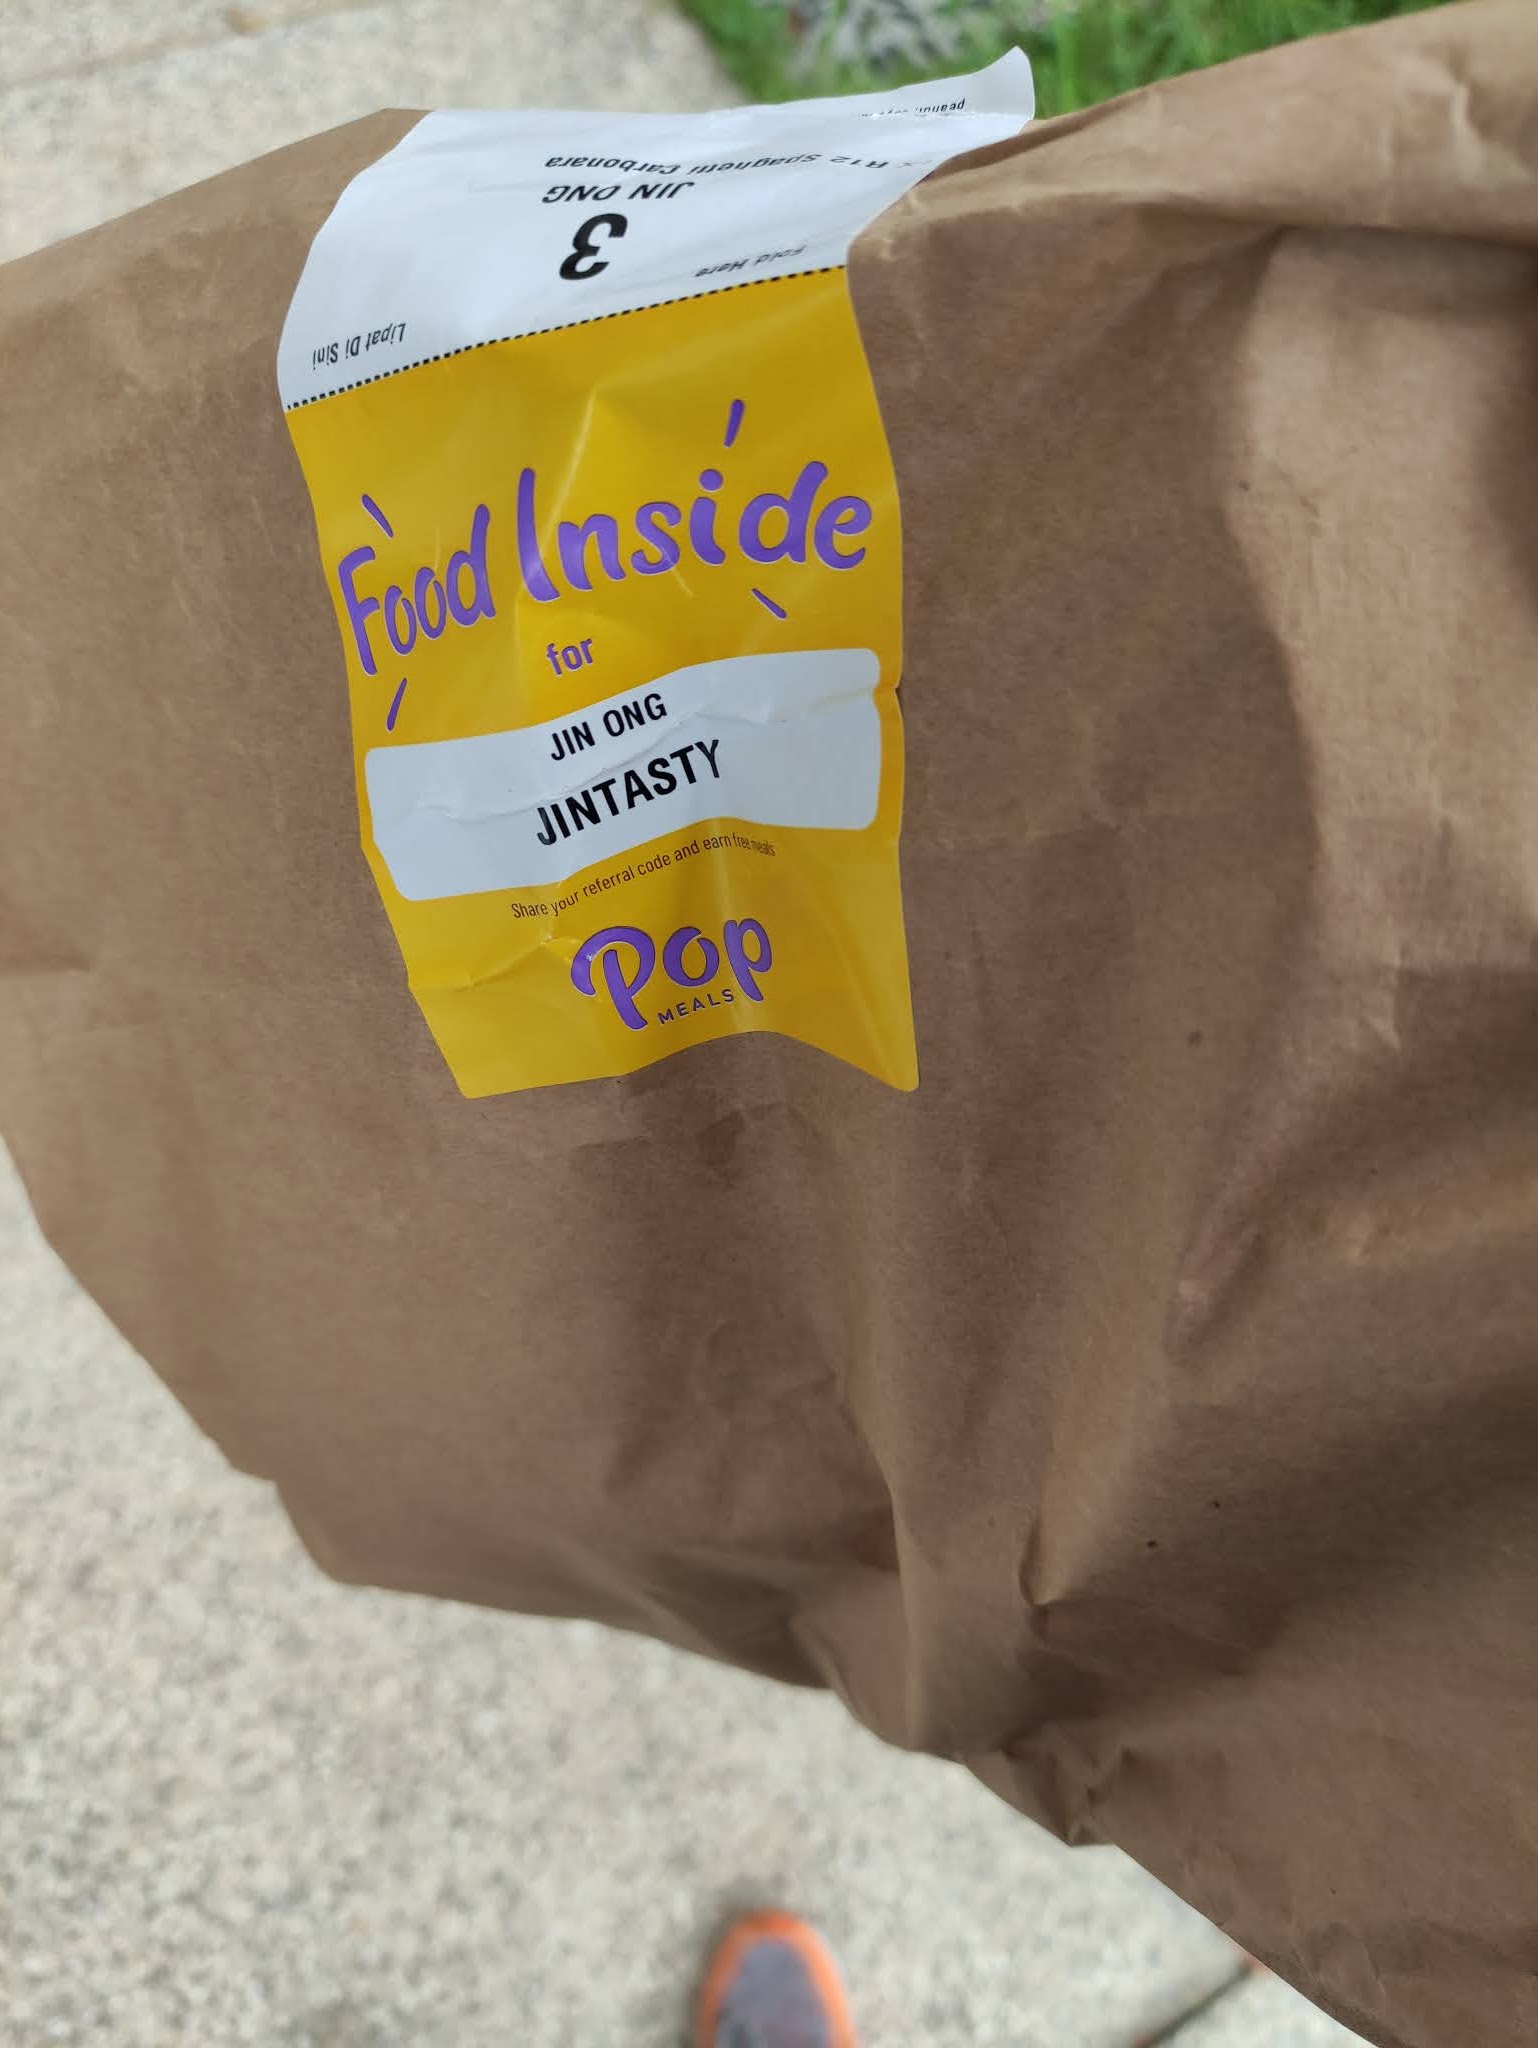 Food Inside
for
JIN ONG
JINTASTY
Share your referral code and earn free meals
Pop
MEALS
Lipat Di Sini
Fold Here
3
JIN ONG
R12 Spaghetti Carbonara
peanut